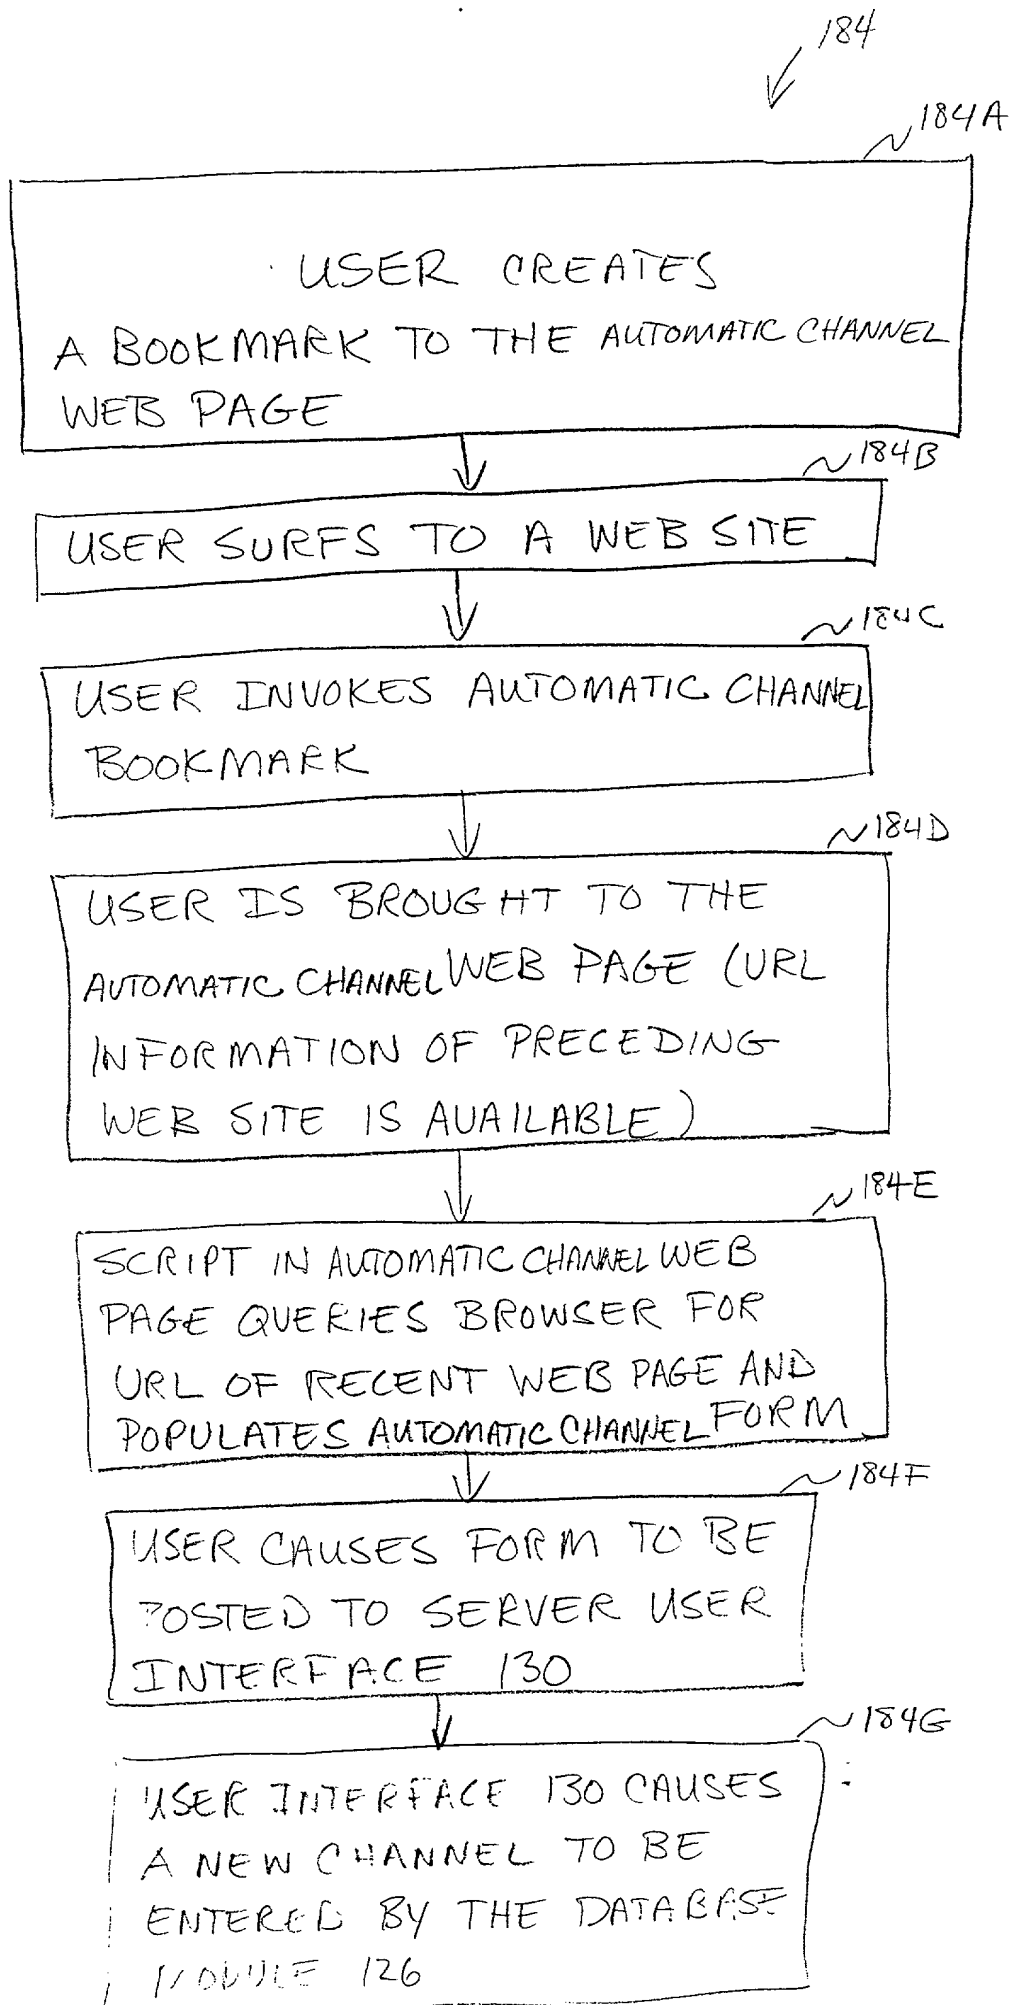 184
184A
USER CREATES
A BOOKMARK TO THE AUTOMATIC CHANNEL
WEB PAGE
184B
USER SURFS TO A WEB SITE
184C
USER INVOKES AUTOMATIC CHANNEL
BOOKMARK
184D
USER IS BROUGHT TO THE
AUTOMATIC CHANNEL WEB PAGE (URL
INFORMATION OF PRECEDING
WEB SITE IS AVAILABLE)
184E
SCRIPT IN AUTOMATIC CHANNEL WEB
PAGE QUERIES BROWSER FOR
URL OF RECENT WEB PAGE AND
POPULATES AUTOMATIC CHANNEL FORM
184F
USER CAUSES FORM TO BE
POSTED TO SERVER USER
INTERFACE 130
184G
USER INTERFACE 130 CAUSES
A NEW CHANNEL TO BE
ENTERED BY THE DATABASE
MODULE 126